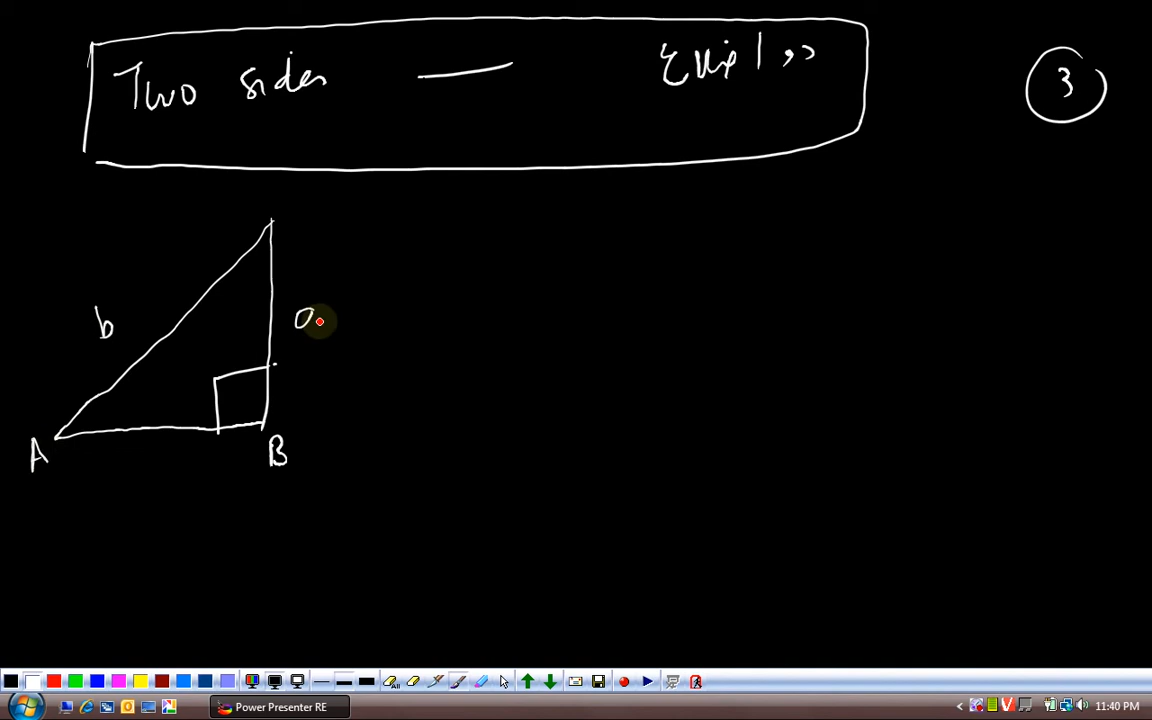 Two sides —
3
b
a
A
B
Power Presenter RE
11:40 PM